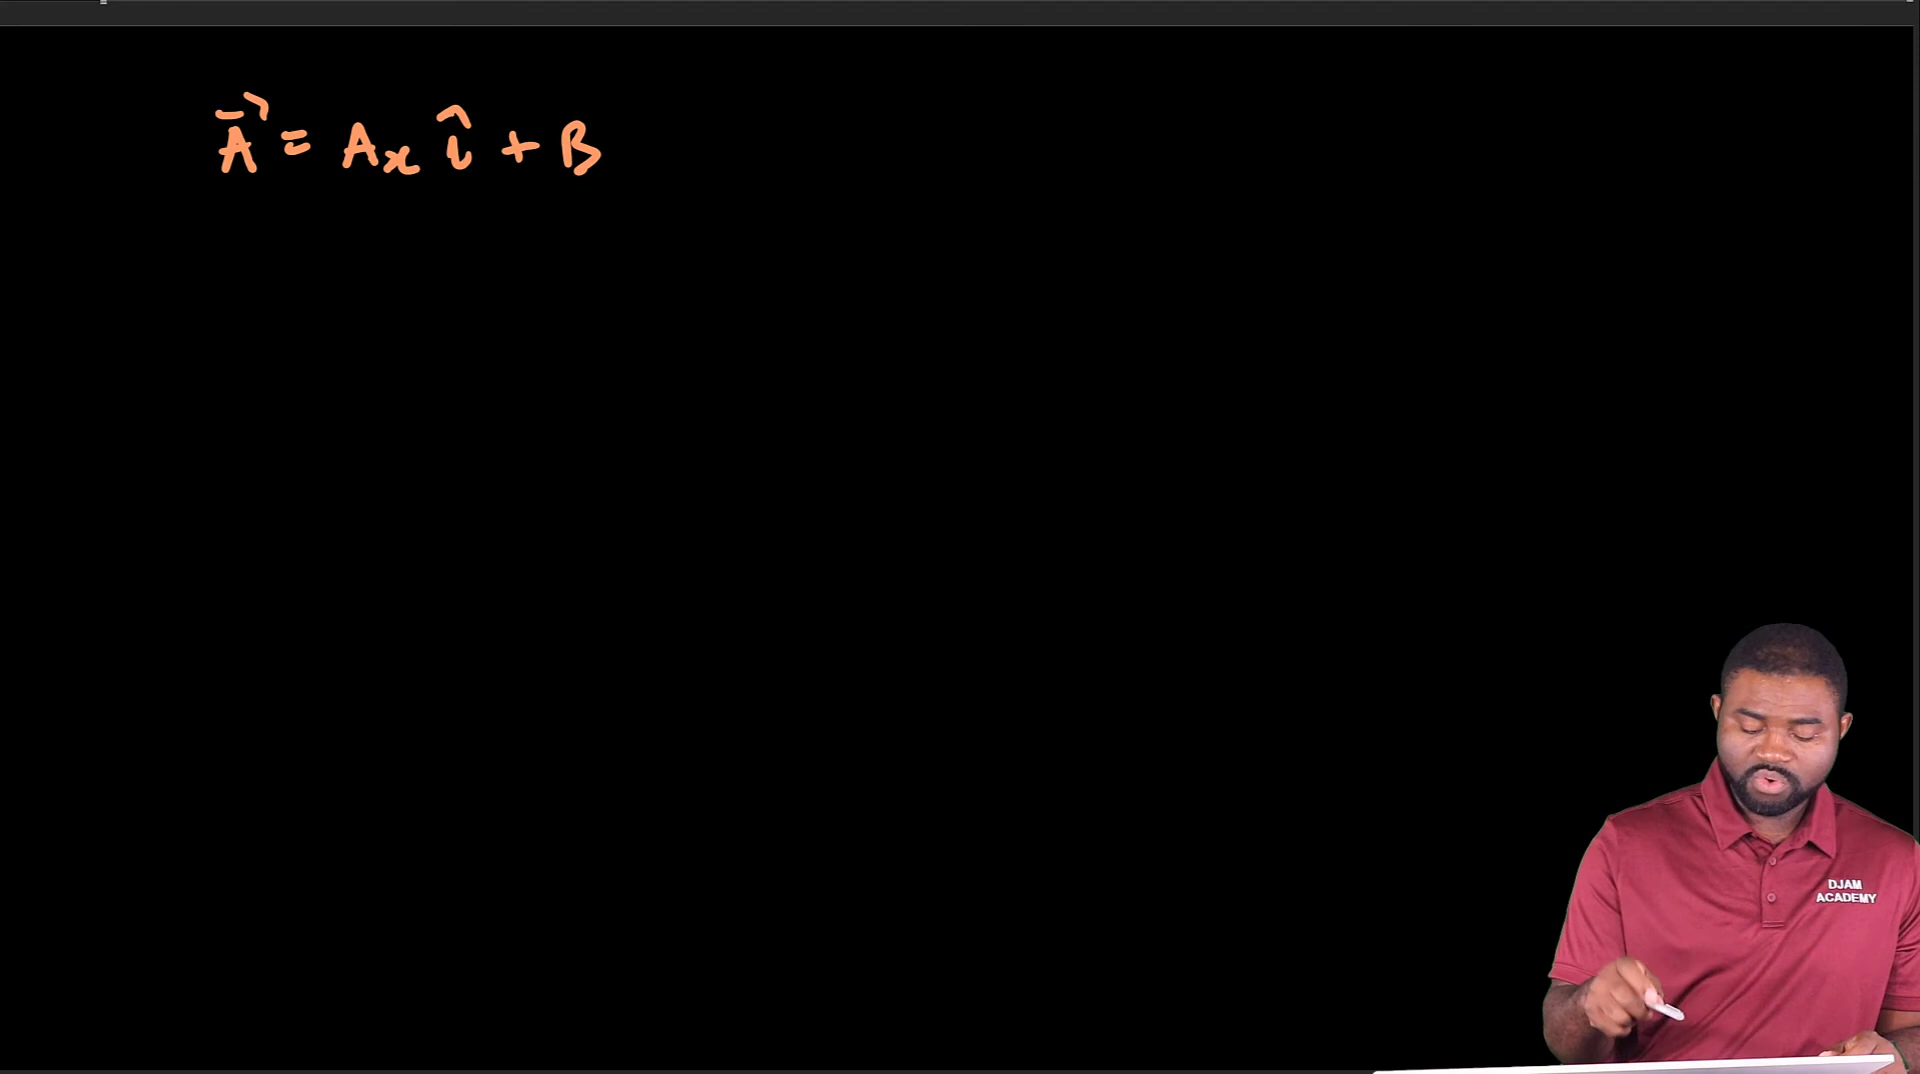 A⃗ = Aₓ î + B
DJAM
ACADEMY